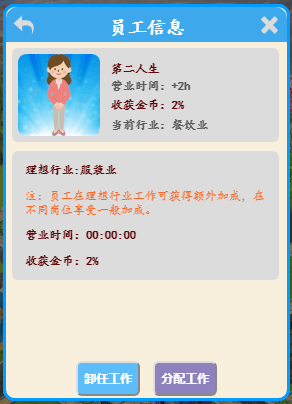 员工信息
第二人生
营业时间：+2h
收获金币：2%
当前行业：餐饮业
理想行业:服装业
注：员工在理想行业工作可获得额外加成，在
不同岗位享受一般加成。
营业时间：00:00:00
收获金币：2%
卸任工作
分配工作